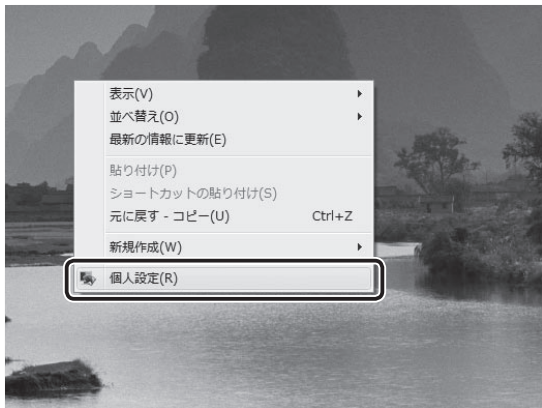 表示(V)
並べ替え(O)
最新の情報に更新(E)
貼り付け(P)
ショートカットの貼り付け(S)
元に戻す - コピー(U) Ctrl+Z
新規作成(W)
個人設定(R)